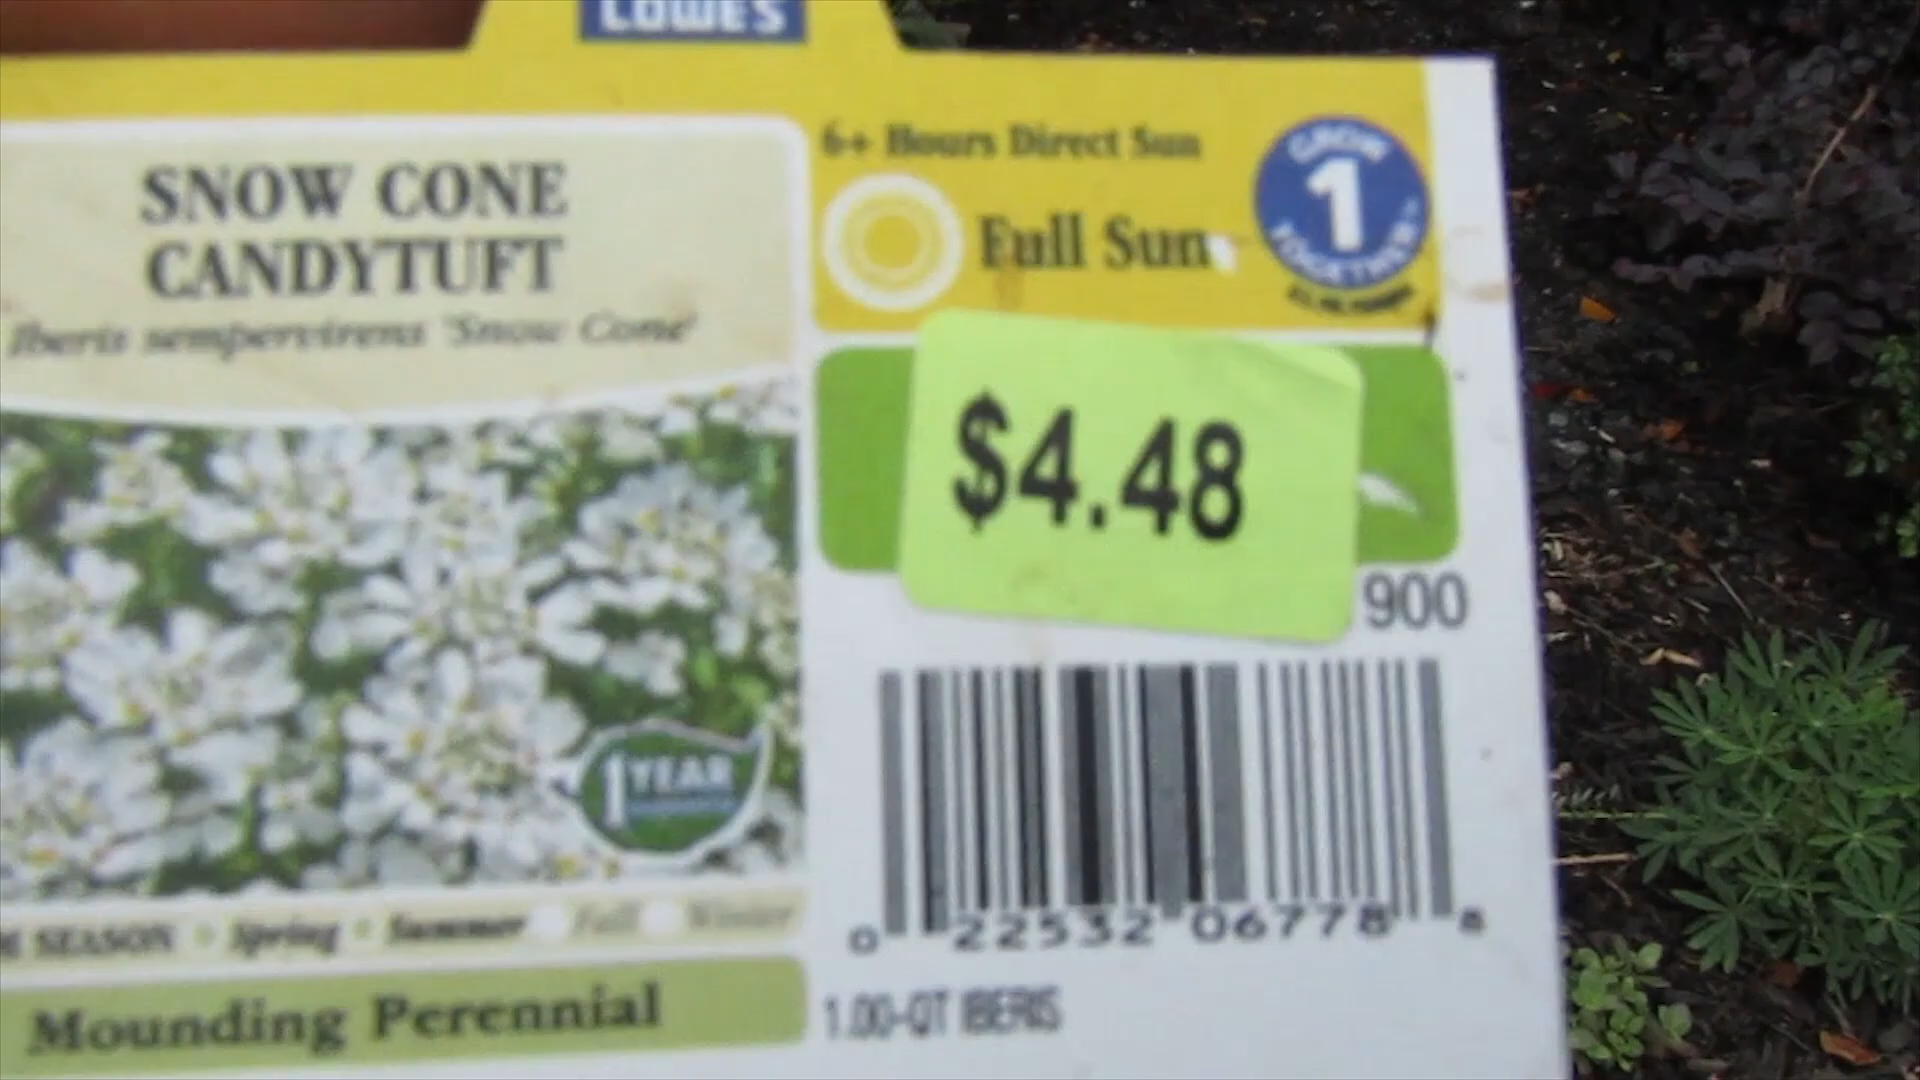 LOWE'S
SNOW CONE
CANDYTUFT
Iberis sempervirens 'Snow Cone'
6+ Hours Direct Sun
Full Sun
GROW
1
TOGETHER
$4.48
900
1 YEAR
SEASON • Spring • Summer Fall Winter
Mounding Perennial
0 22532 06778 8
1.00-QT IBERIS